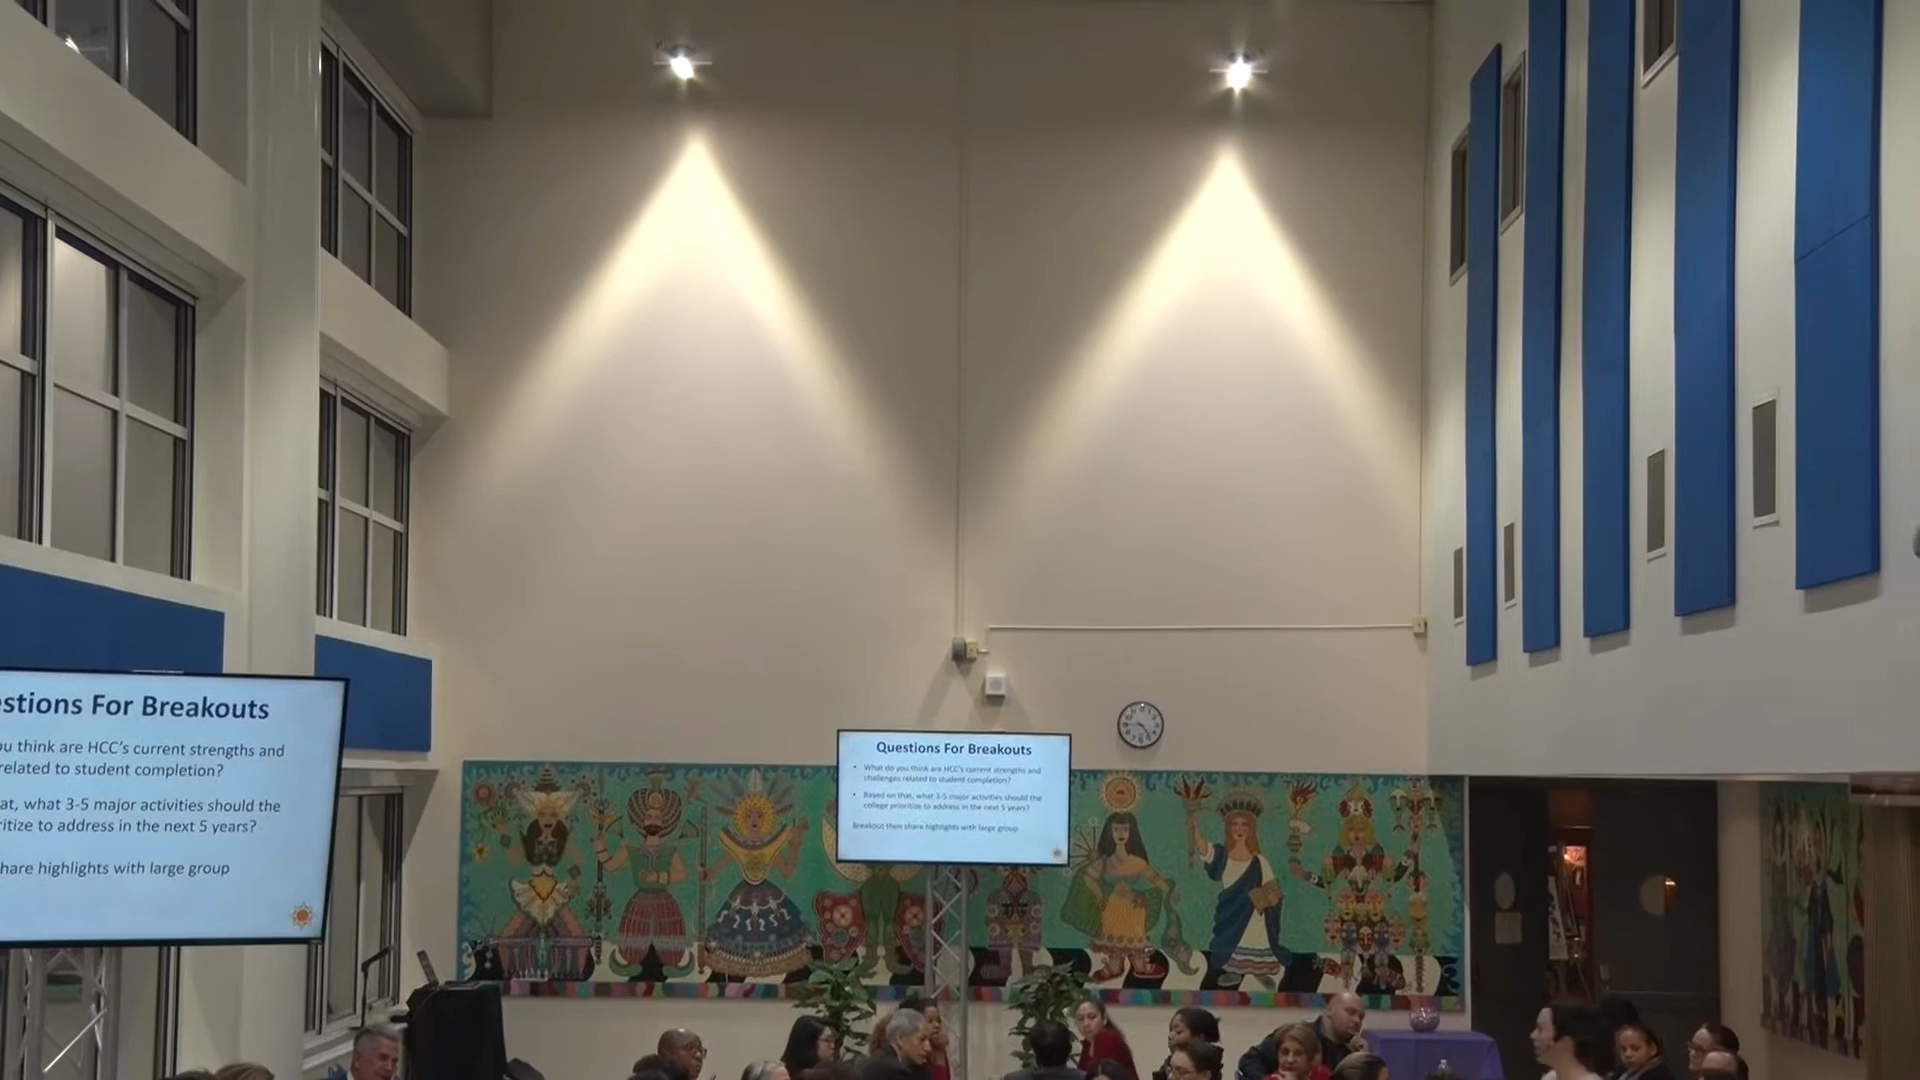 estions For Breakouts
ou think are HCC's current strengths and
related to student completion?
at, what 3-5 major activities should the
ritize to address in the next 5 years?
hare highlights with large group
Questions For Breakouts
• What do you think are HCC's current strengths and
challenges related to student completion?
• Based on that, what 3-5 major activities should the
college prioritize to address in the next 5 years?
Breakout then share highlights with large group